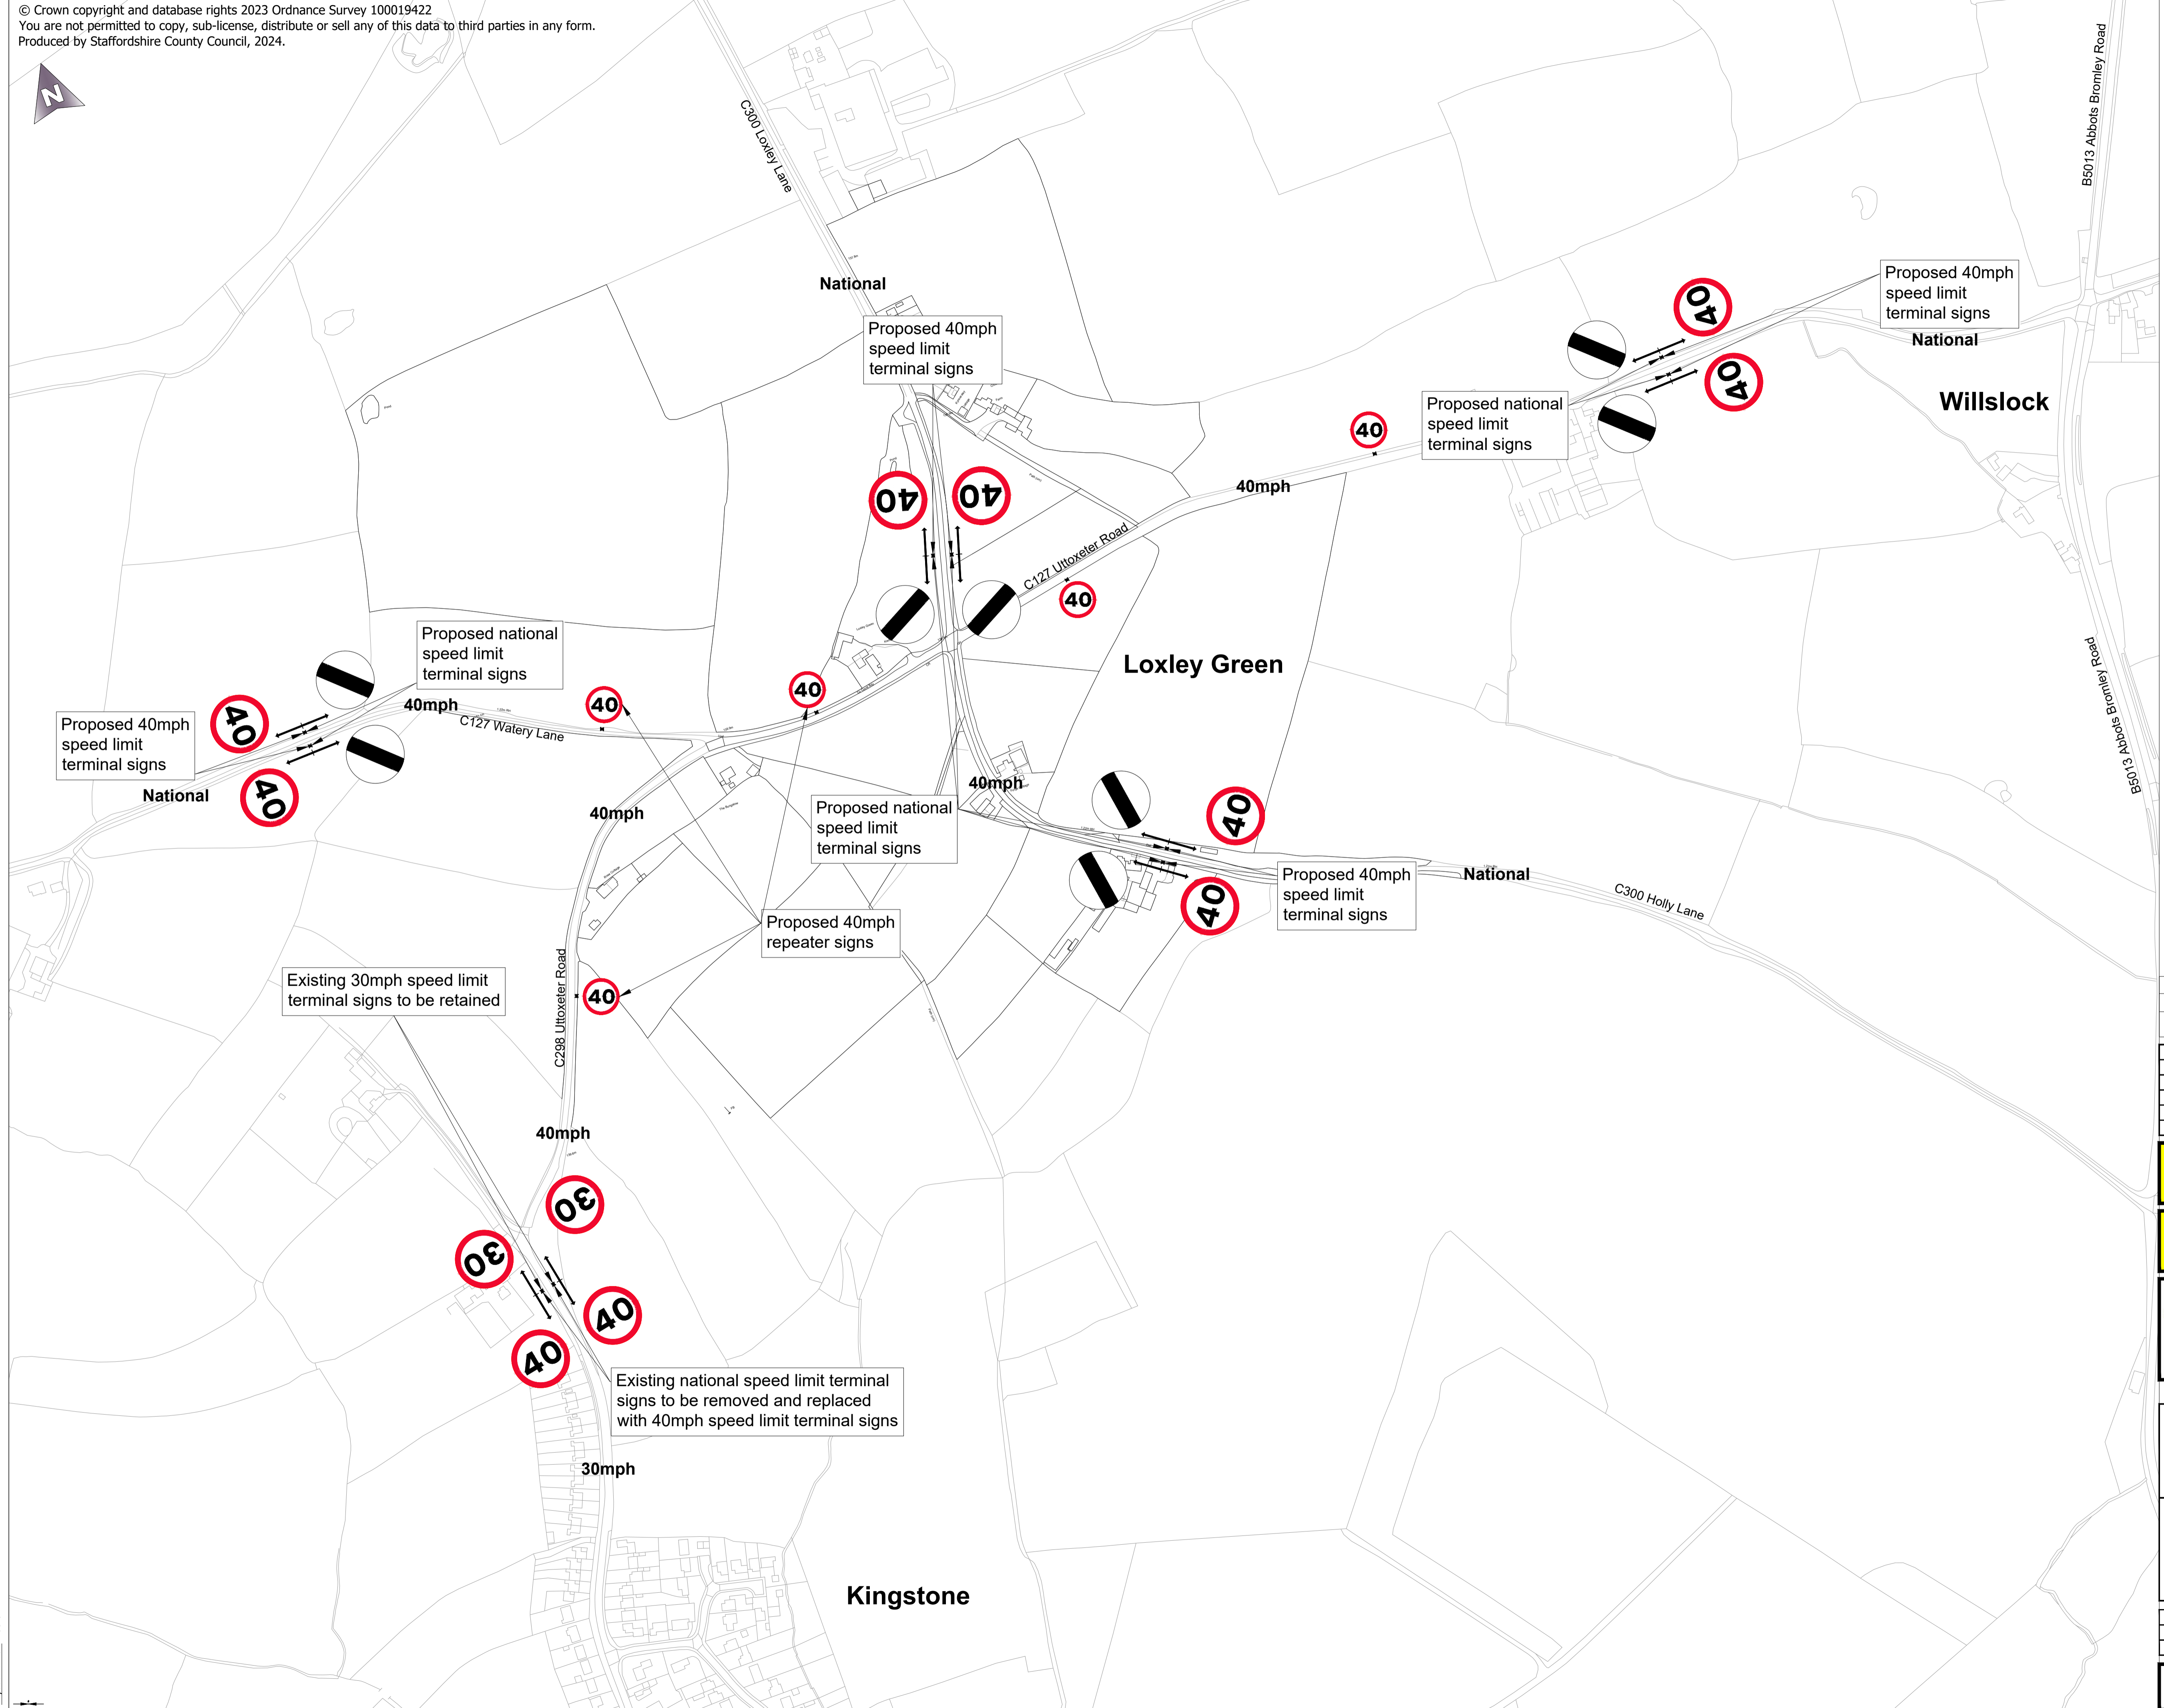 © Crown copyright and database rights 2023 Ordnance Survey 100019422
You are not permitted to copy, sub-license, distribute or sell any of this data to third parties in any form.
Produced by Staffordshire County Council, 2024.
N
C300 Loxley Lane
B5013 Abbots Bromley Road
National
Proposed 40mph
speed limit
terminal signs
Proposed 40mph
speed limit
terminal signs
40
40
National
Willslock
Proposed national
speed limit
terminal signs
40
40mph
40
40
C127 Uttoxeter Road
40
Loxley Green
Proposed national
speed limit
terminal signs
40mph
C127 Watery Lane
40
40
Proposed 40mph
speed limit
terminal signs
40
40
National
B5013 Abbots Bromley Road
40mph
40mph
Proposed national
speed limit
terminal signs
40
40
Proposed 40mph
speed limit
terminal signs
National
C300 Holly Lane
Proposed 40mph
repeater signs
Existing 30mph speed limit
terminal signs to be retained
C298 Uttoxeter Road
40
40mph
30
30
40
40
Existing national speed limit terminal
signs to be removed and replaced
with 40mph speed limit terminal signs
30mph
Kingstone